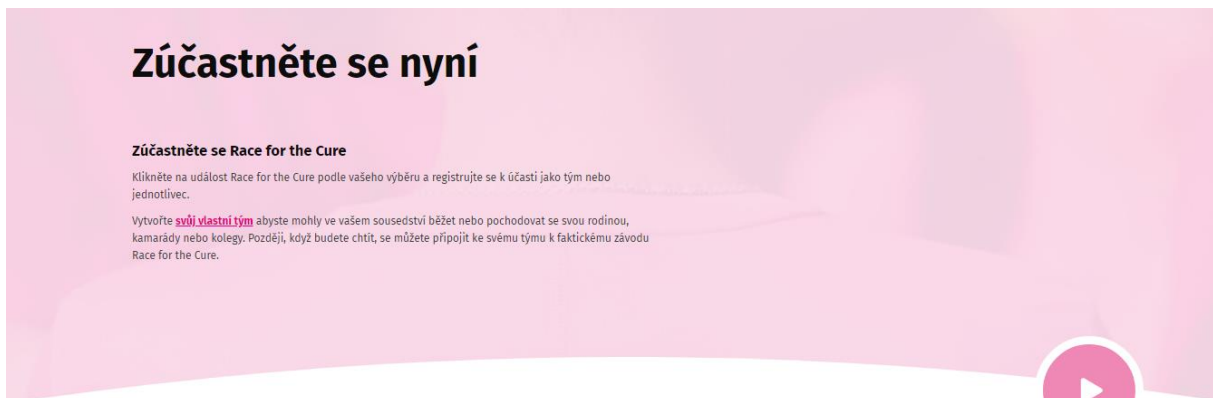 Zúčastněte se nyní
Zúčastněte se Race for the Cure
Klikněte na událost Race for the Cure podle vašeho výběru a registrujte se k účasti jako tým nebo
jednotlivec.
Vytvořte svůj vlastní tým abyste mohly ve vašem sousedství běžet nebo pochodovat se svou rodinou,
kamarády nebo kolegy. Později, když budete chtít, se můžete připojit ke svému týmu k faktickému závodu
Race for the Cure.